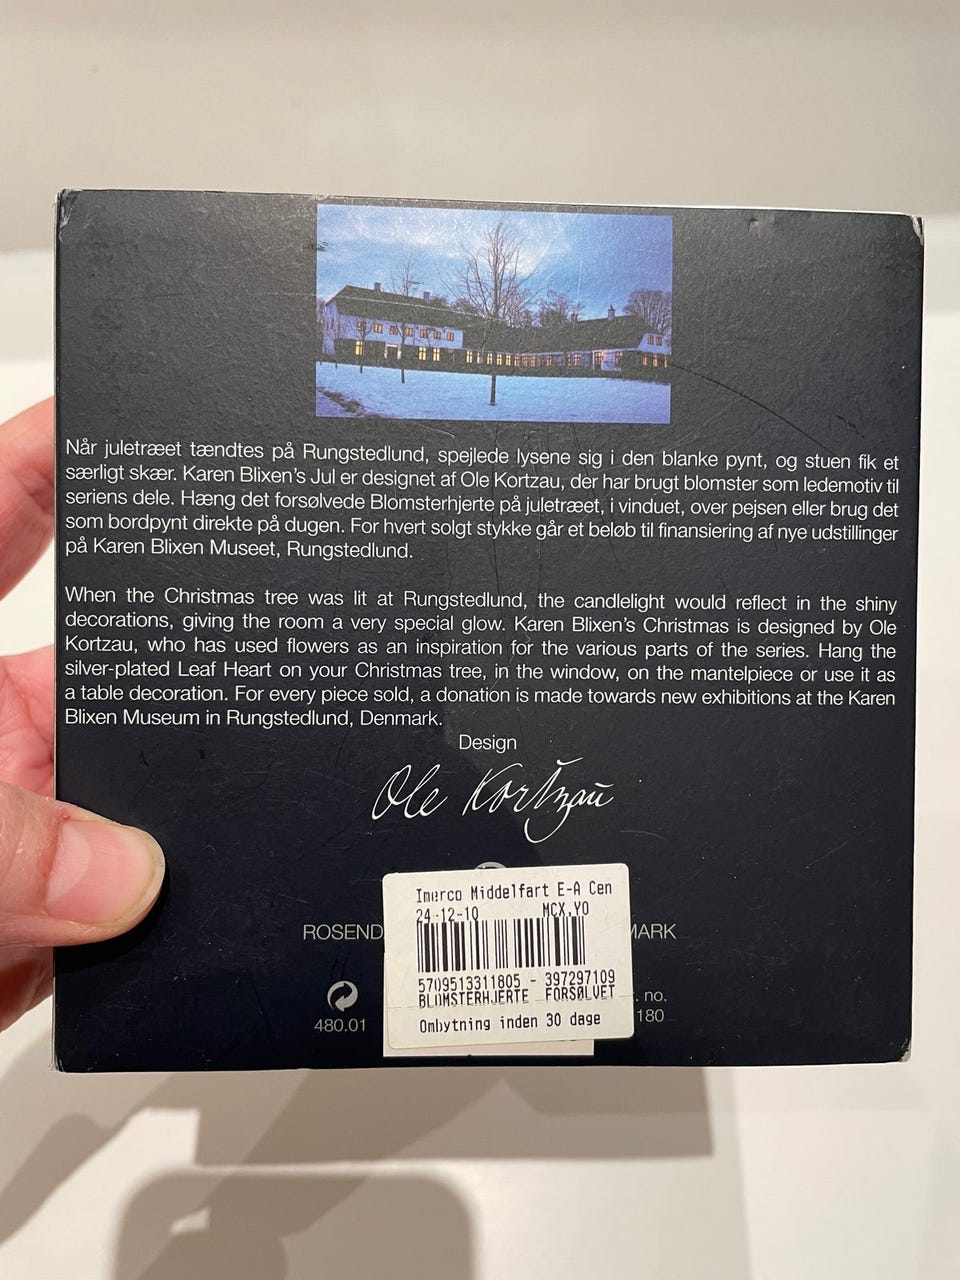 Når juletræet tændtes på Rungstedlund, spejlede lysene sig i den blanke pynt, og stuen fik et
særligt skær. Karen Blixen's Jul er designet af Ole Kortzau, der har brugt blomster som ledemotiv til
seriens dele. Hæng det forsølvede Blomsterhjerte på juletræet, i vinduet, over pejsen eller brug det
som bordpynt direkte på dugen. For hvert solgt stykke går et beløb til finansiering af nye udstillinger
på Karen Blixen Museet, Rungstedlund.
When the Christmas tree was lit at Rungstedlund, the candlelight would reflect in the shiny
decorations, giving the room a very special glow. Karen Blixen's Christmas is designed by Ole
Kortzau, who has used flowers as an inspiration for the various parts of the series. Hang the
silver-plated Leaf Heart on your Christmas tree, in the window, on the mantelpiece or use it as
a table decoration. For every piece sold, a donation is made towards new exhibitions at the Karen
Blixen Museum in Rungstedlund, Denmark.
Design
Ole Kortzau
Imerco Middelfart E-A Cen
24-12-10 MCX.YO
ROSEND MARK
5709513311805 - 397297109
BLOMSTERHJERTE FORSØLVET
. no.
480.01 180
Ombytning inden 30 dage